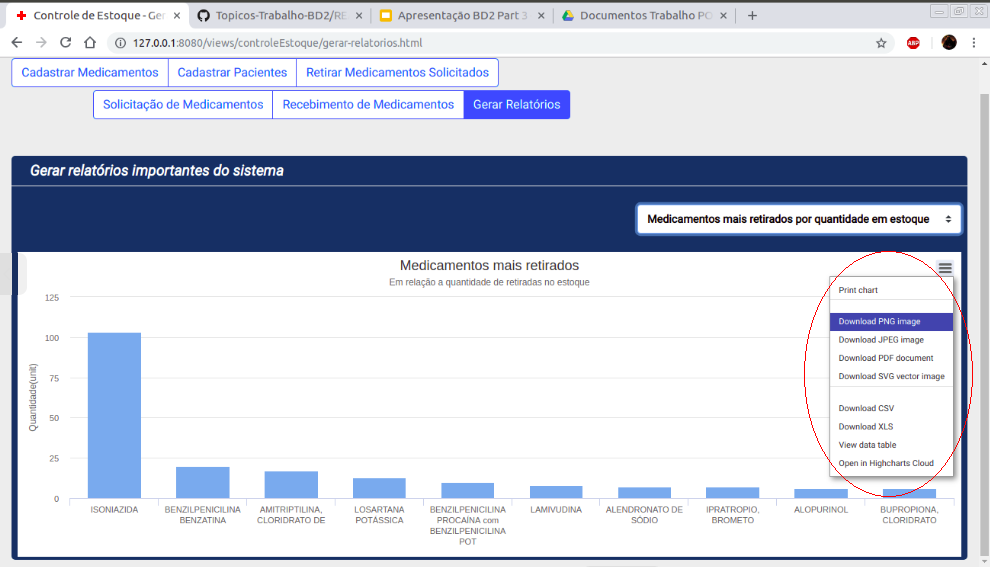 Controle de Estoque - Ger
Topicos-Trabalho-BD2/RE
Apresentação BD2 Part 3
Documentos Trabalho PO
127.0.0.1:8080/views/controleEstoque/gerar-relatorios.html
ABP
Cadastrar Medicamentos
Cadastrar Pacientes
Retirar Medicamentos Solicitados
Solicitação de Medicamentos
Recebimento de Medicamentos
Gerar Relatórios
Gerar relatórios importantes do sistema
Medicamentos mais retirados por quantidade em estoque
Medicamentos mais retirados
Em relação a quantidade de retiradas no estoque
Print chart
Download PNG image
Download JPEG image
Download PDF document
Download SVG vector image
Download CSV
Download XLS
View data table
Open in Highcharts Cloud
Quantidade(unit)
125
100
75
50
25
0
ISONIAZIDA
BENZILPENICILINA
BENZATINA
AMITRIPTILINA,
CLORIDRATO DE
LOSARTANA
POTÁSSICA
BENZILPENICILINA
PROCAÍNA com
BENZILPENICILINA
POT
LAMIVUDINA
ALENDRONATO DE
SÓDIO
IPRATROPIO,
BROMETO
ALOPURINOL
BUPROPIONA,
CLORIDRATO